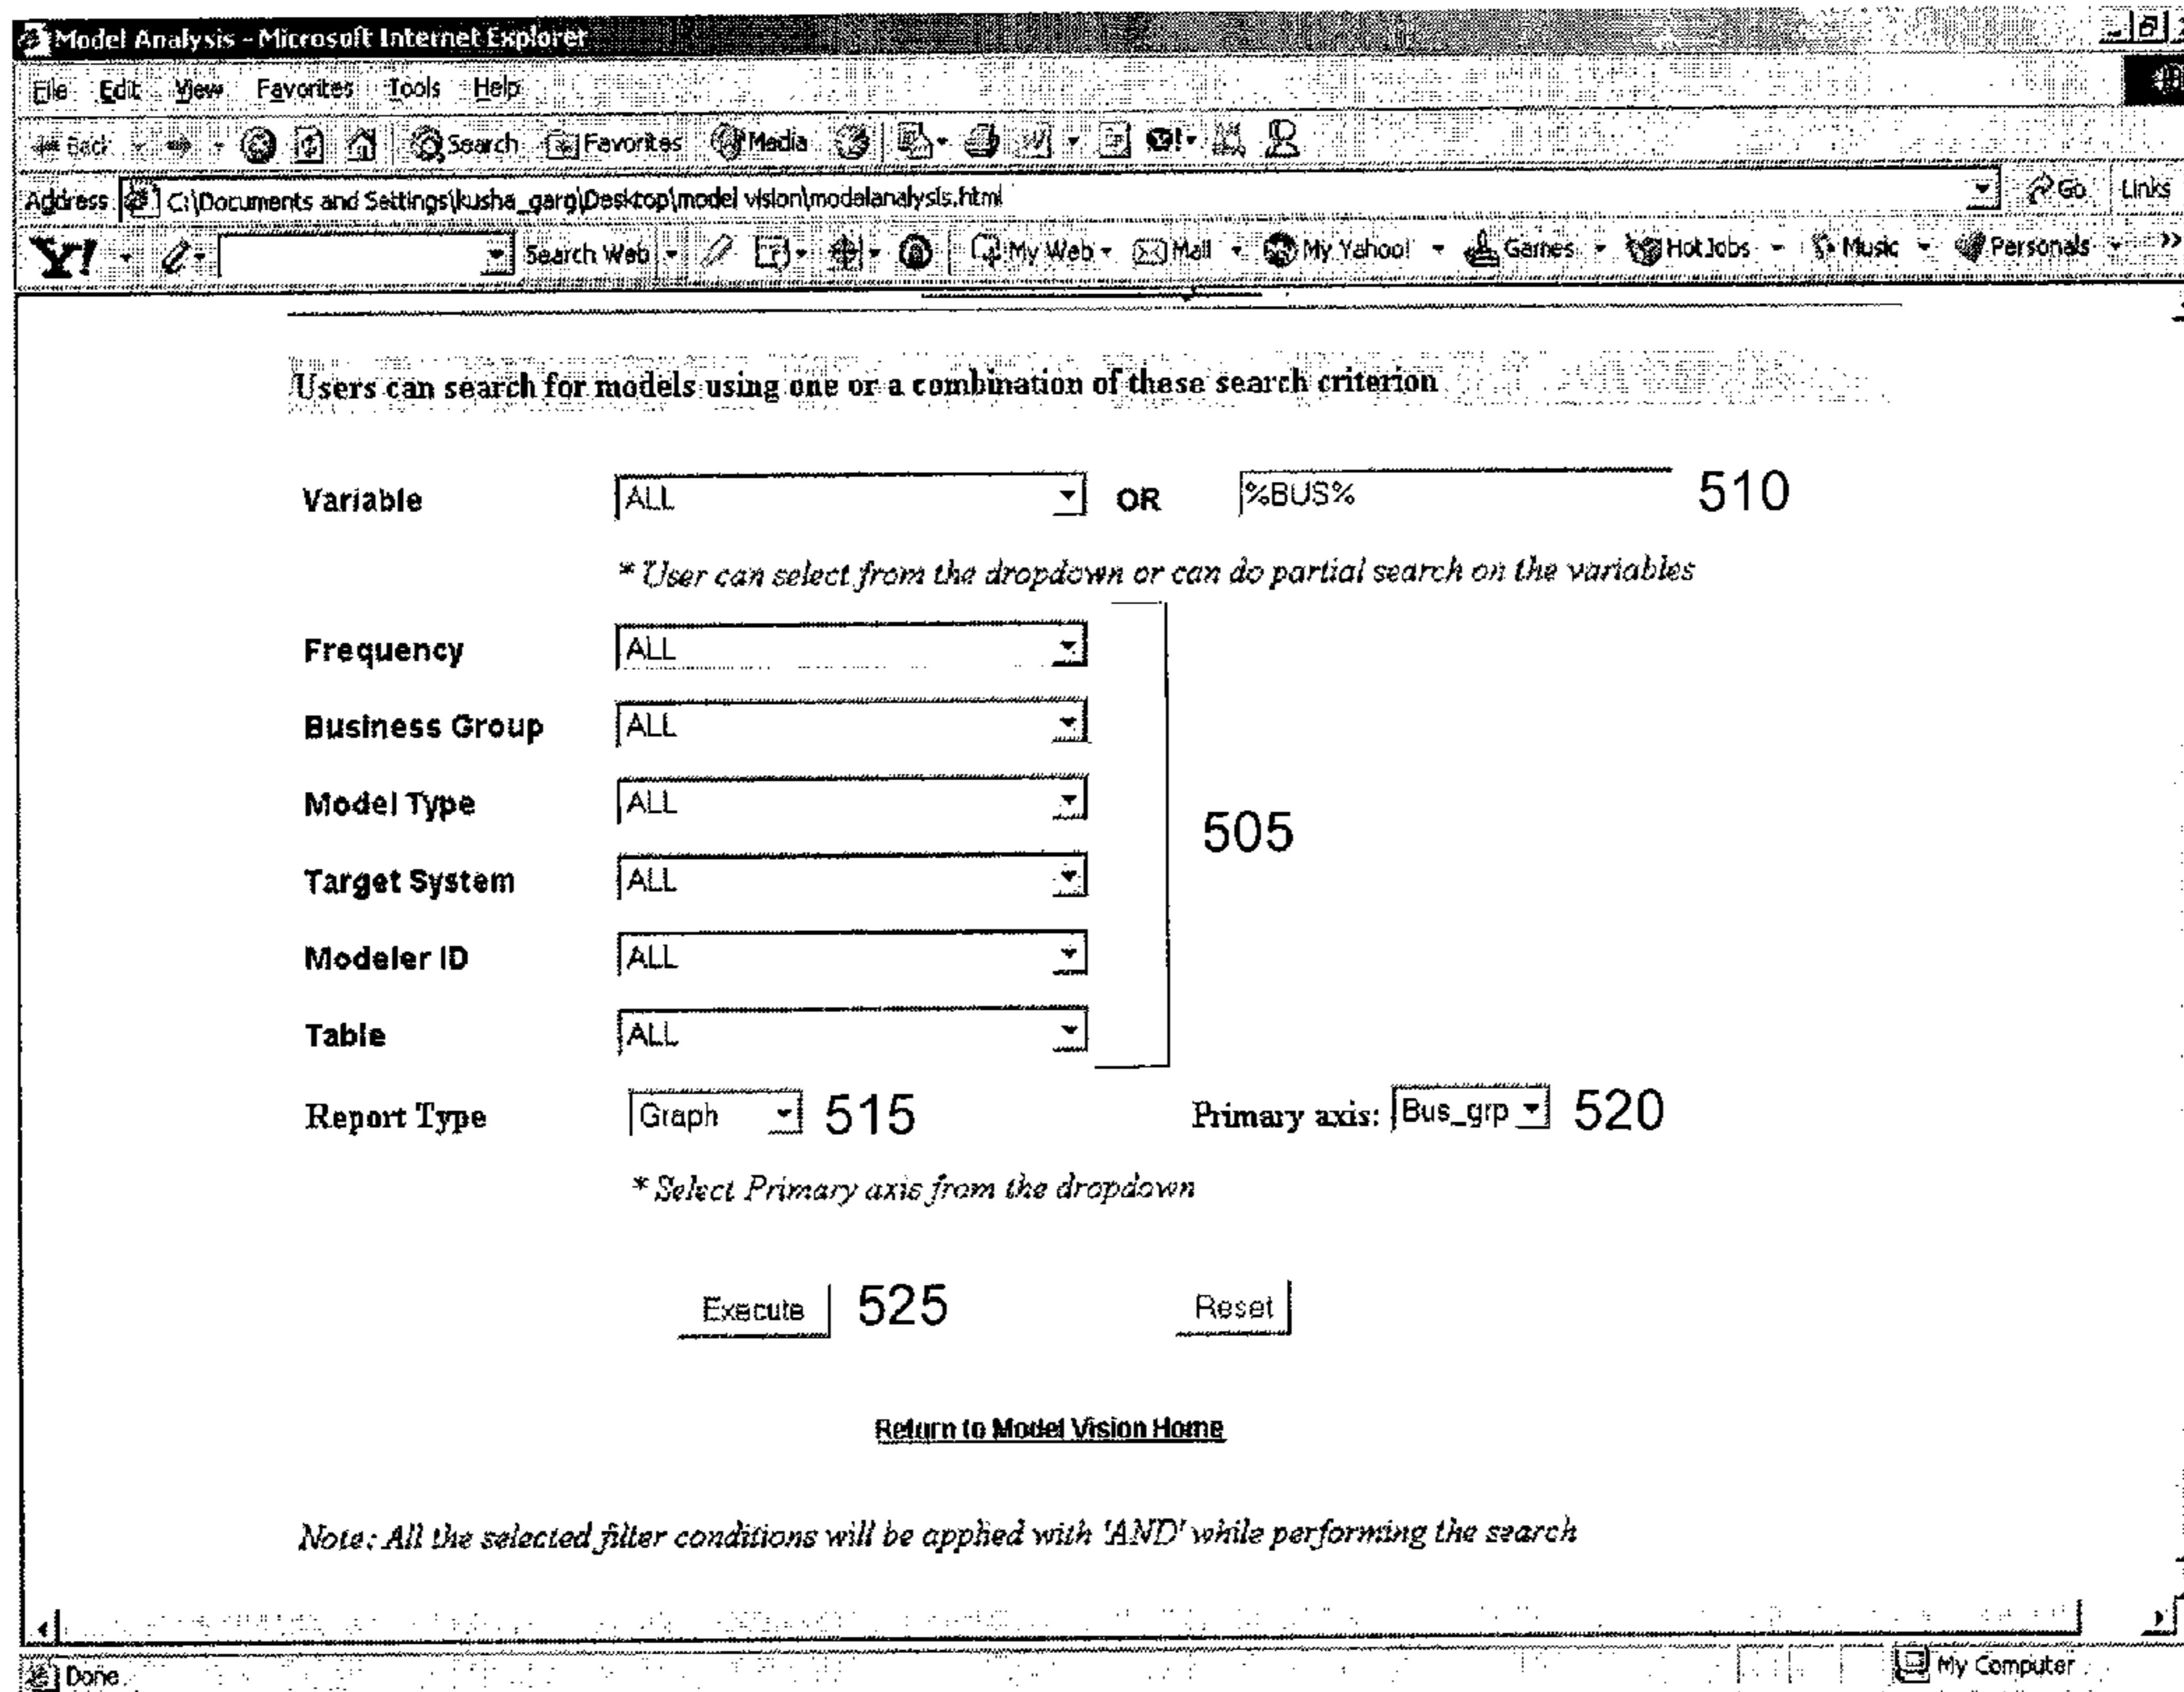 Model Analysis - Microsoft Internet Explorer
File Edit View Favorites Tools Help
Back Search Favorites Media
Address C:\Documents and Settings\kusha_garg\Desktop\model vision\modelanalysis.html Go Links
Y! Search Web My Web Mail My Yahoo! Games HotJobs Music Personals »
Users can search for models using one or a combination of these search criterion
Variable ALL OR %BUS% 510
* User can select from the dropdown or can do partial search on the variables
Frequency ALL
Business Group ALL
Model Type ALL
505
Target System ALL
Modeler ID ALL
Table ALL
Report Type Graph 515 Primary axis: Bus_grp 520
* Select Primary axis from the dropdown
Execute 525 Reset
Return to Model Vision Home
Note: All the selected filter conditions will be applied with 'AND' while performing the search
Done My Computer